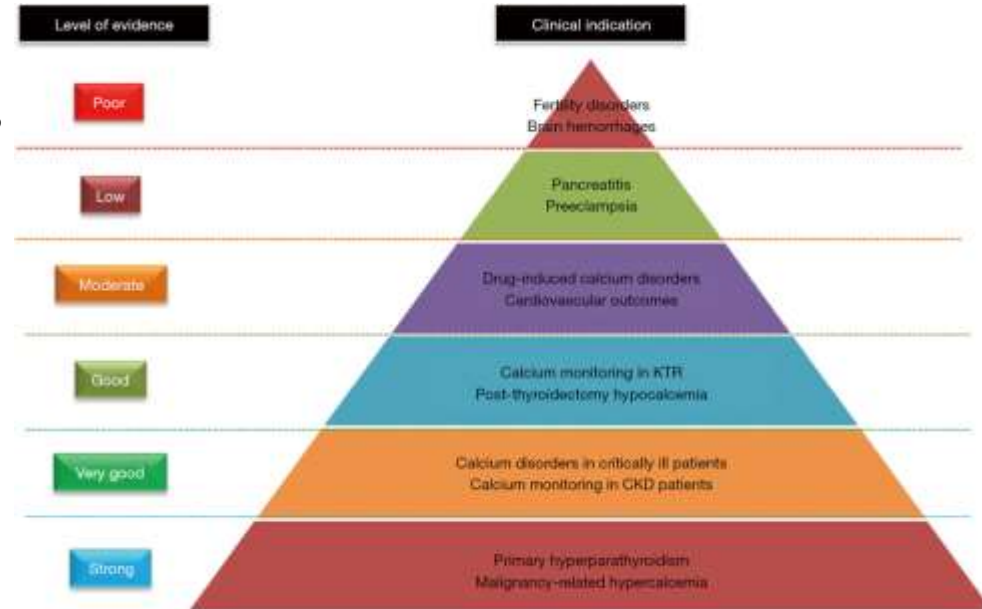 Level of evidence
Clinical indication
Poor
Fertility disorders
Brain hemorrhages
Low
Pancreatitis
Preeclampsia
Moderate
Drug-induced calcium disorders
Cardiovascular outcomes
Good
Calcium monitoring in KTR
Post-thyroidectomy hypocalcemia
Very good
Calcium disorders in critically ill patients
Calcium monitoring in CKD patients
Strong
Primary hyperparathyroidism
Malignancy-related hypercalcemia